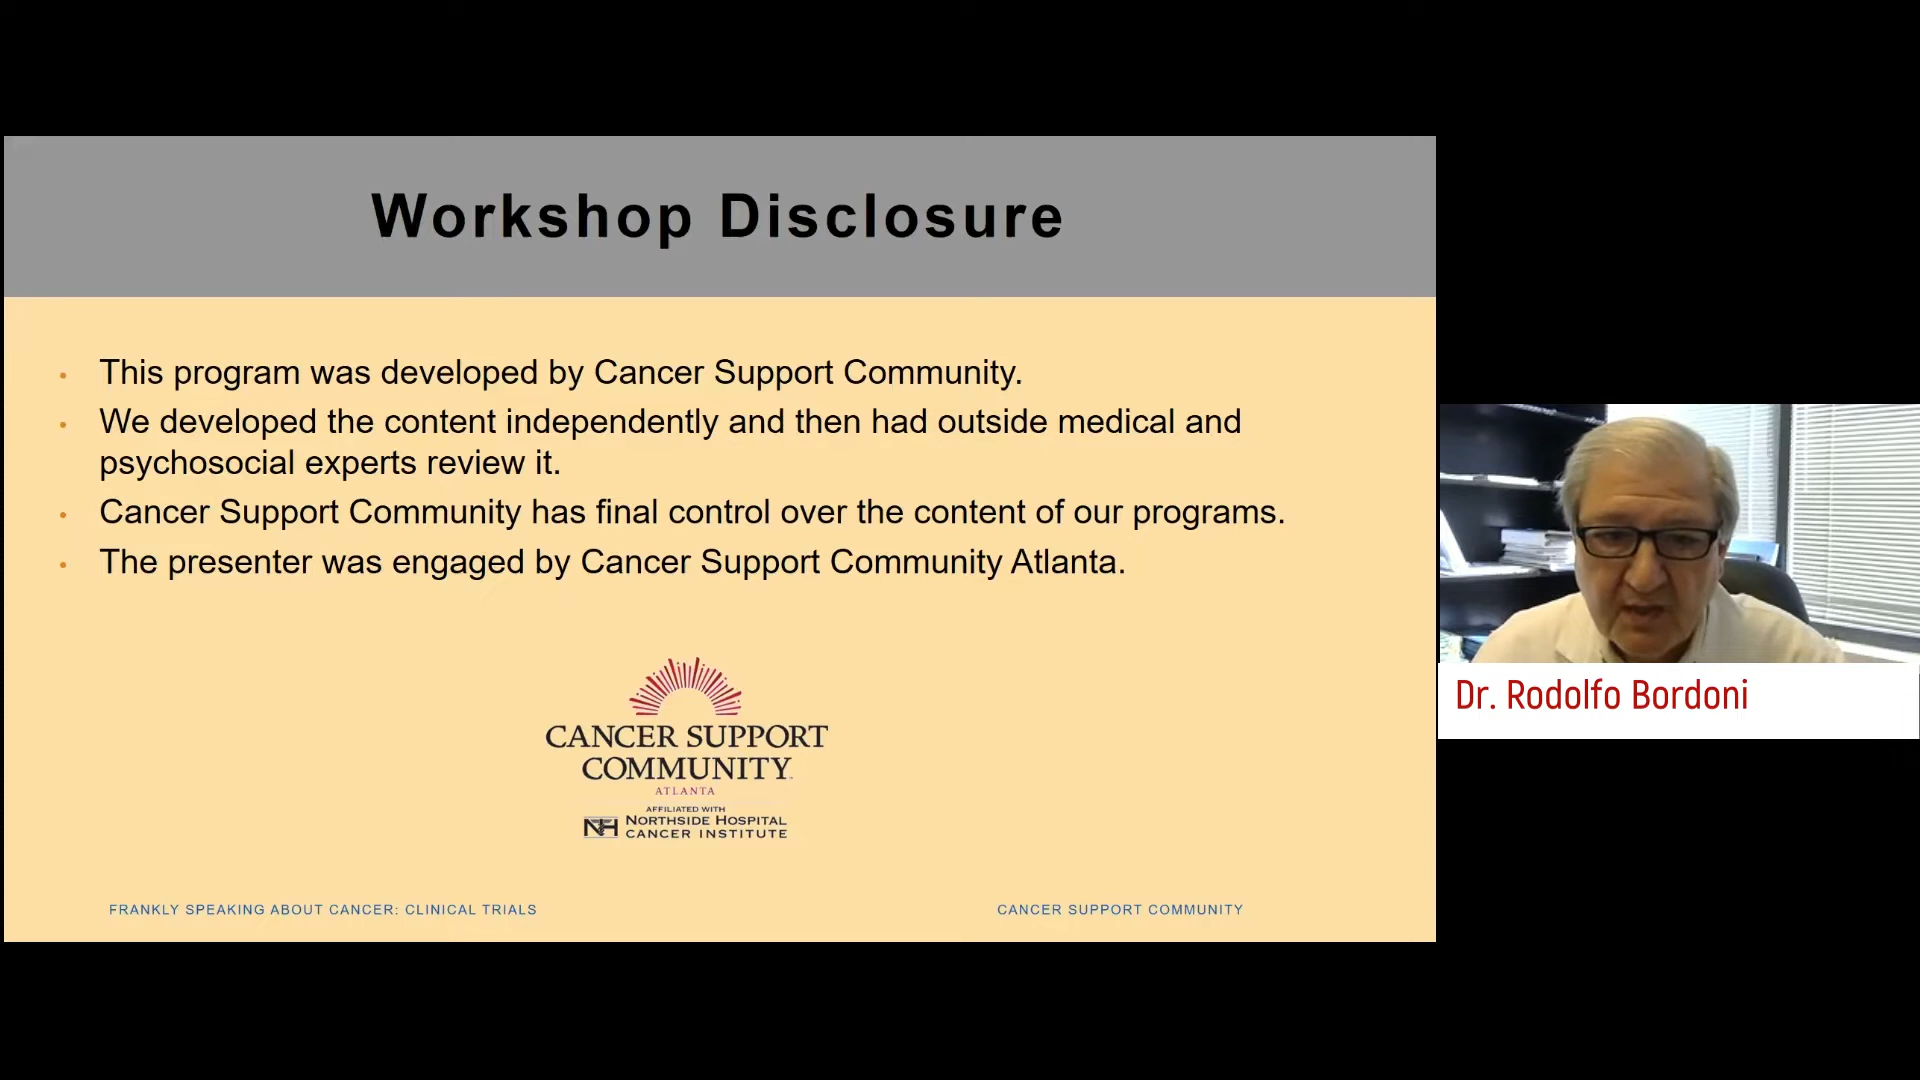 Workshop Disclosure
• This program was developed by Cancer Support Community.
• We developed the content independently and then had outside medical and
psychosocial experts review it.
• Cancer Support Community has final control over the content of our programs.
• The presenter was engaged by Cancer Support Community Atlanta.
CANCER SUPPORT
COMMUNITY
ATLANTA
AFFILIATED WITH
NH NORTHSIDE HOSPITAL
CANCER INSTITUTE
FRANKLY SPEAKING ABOUT CANCER: CLINICAL TRIALS
CANCER SUPPORT COMMUNITY
Dr. Rodolfo Bordoni